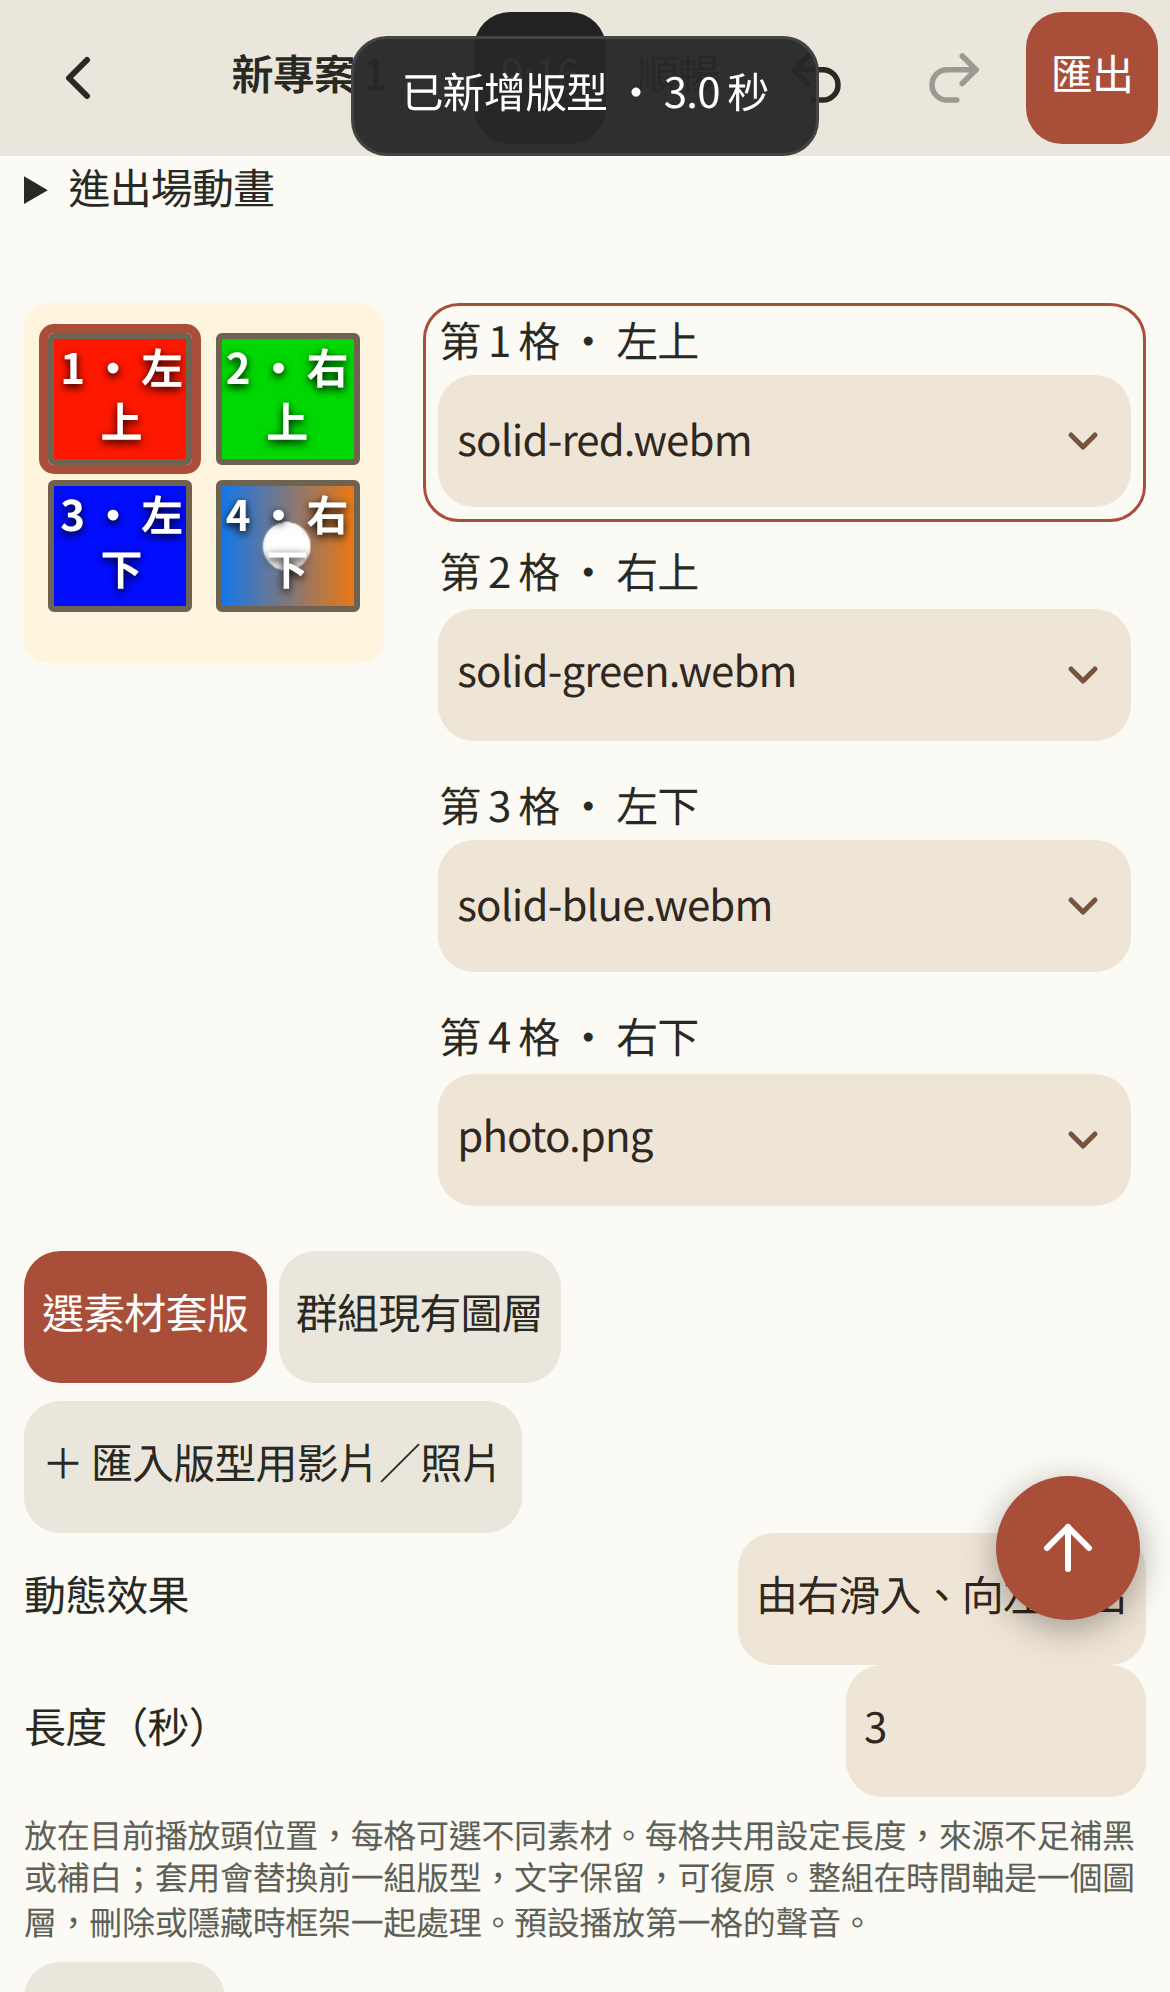 新專案 1
已新增版型 · 3.0 秒
匯出
進出場動畫
1 · 左
上
2 · 右
上
3 · 左
下
4 · 右
下
第 1 格 · 左上
solid-red.webm
第 2 格 · 右上
solid-green.webm
第 3 格 · 左下
solid-blue.webm
第 4 格 · 右下
photo.png
選素材套版
群組現有圖層
＋ 匯入版型用影片／照片
動態效果
由右滑入、向左
長度（秒）
3
放在目前播放頭位置，每格可選不同素材。每格共用設定長度，來源不足補黑
或補白；套用會替換前一組版型，文字保留，可復原。整組在時間軸是一個圖
層，刪除或隱藏時框架一起處理。預設播放第一格的聲音。